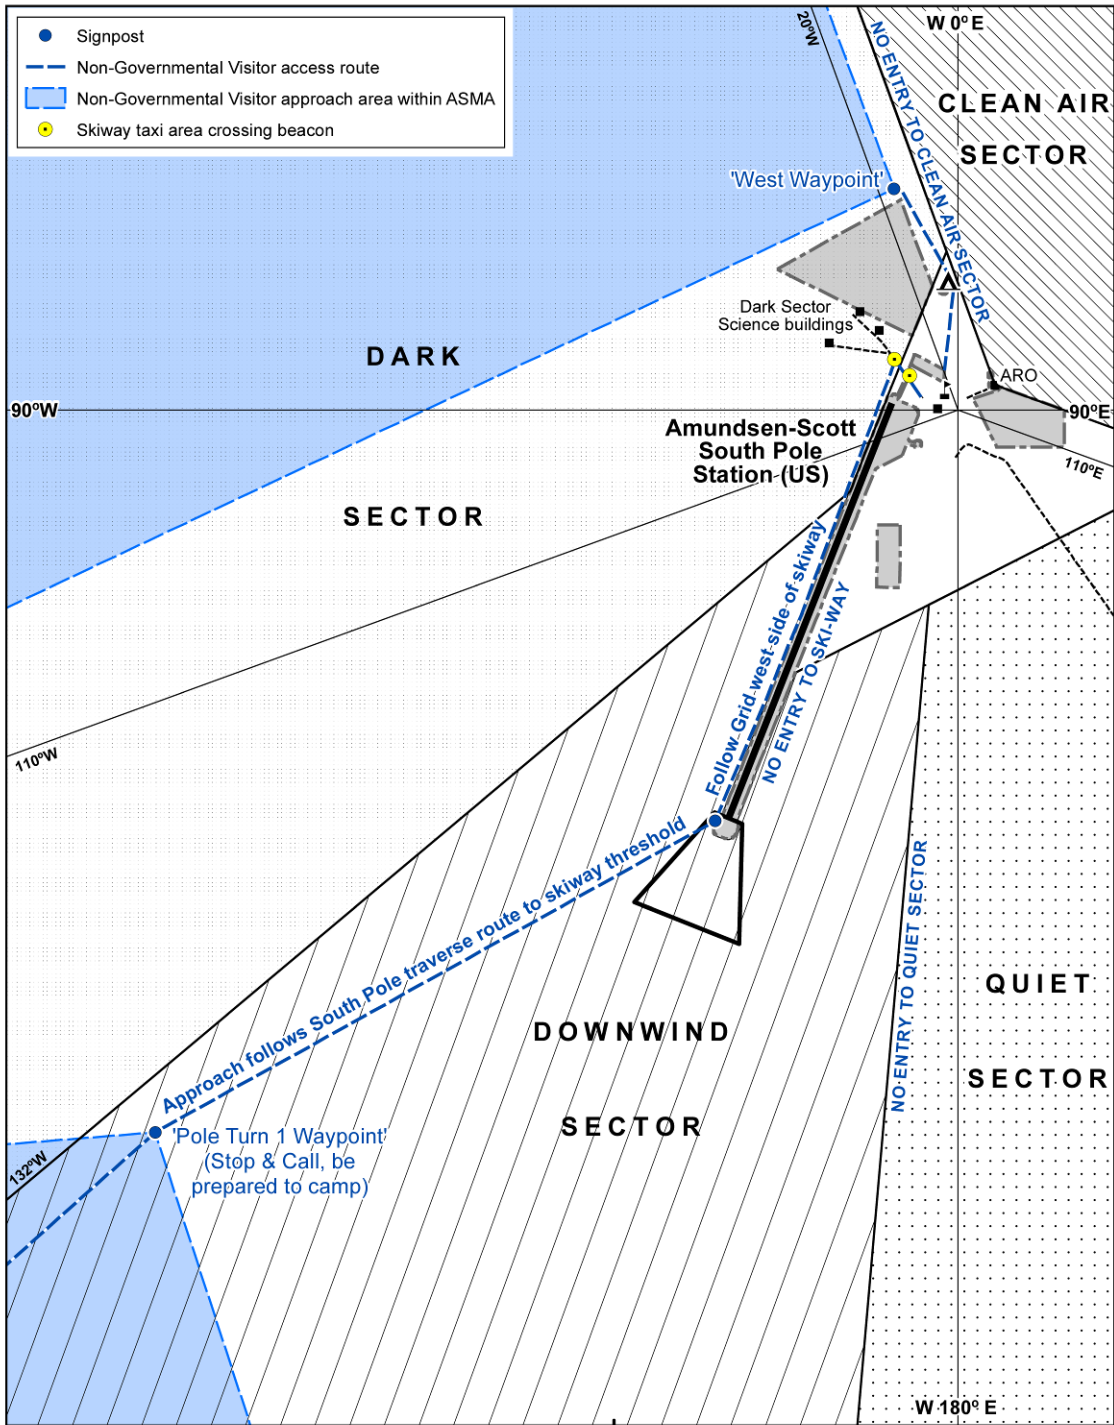 Signpost
Non-Governmental Visitor access route
Non-Governmental Visitor approach area within ASMA
Skiway taxi area crossing beacon
20ºW
W 0º E
NO ENTRY TO CLEAN AIR SECTOR
CLEAN AIR
SECTOR
'West Waypoint'
Dark Sector
Science buildings
DARK
ARO
90ºW
90ºE
Amundsen-Scott
South Pole
Station (US)
110ºE
SECTOR
Follow Grid west side of skiway
NO ENTRY TO SKI-WAY
110ºW
Approach follows South Pole traverse route to skiway threshold
NO ENTRY TO QUIET SECTOR
QUIET
SECTOR
DOWNWIND
SECTOR
'Pole Turn 1 Waypoint'
(Stop & Call, be
prepared to camp)
132ºW
W 180º E